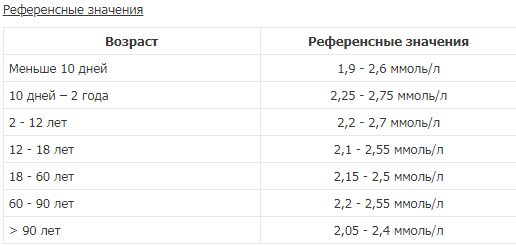 Референсные значения
Возраст Референсные значения
Меньше 10 дней 1,9 - 2,6 ммоль/л
10 дней – 2 года 2,25 - 2,75 ммоль/л
2 - 12 лет 2,2 - 2,7 ммоль/л
12 - 18 лет 2,1 - 2,55 ммоль/л
18 - 60 лет 2,15 - 2,5 ммоль/л
60 - 90 лет 2,2 - 2,55 ммоль/л
> 90 лет 2,05 - 2,4 ммоль/л